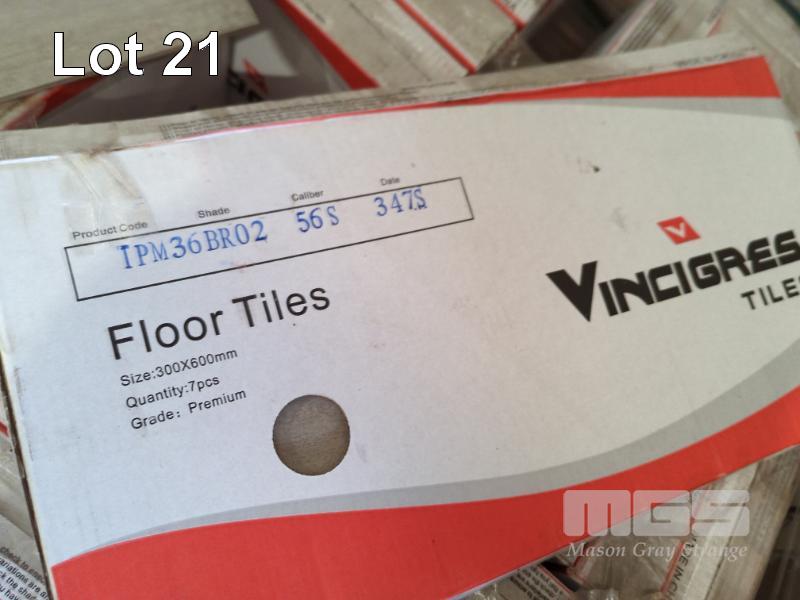 Lot 21
Product Code Shade Caliber Date
IPM36BR02 56S 347S
Floor Tiles
Size:300X600mm
Quantity:7pcs
Grade: Premium
V
VINCIGRES
TILES
MGS
Mason Gray Strange